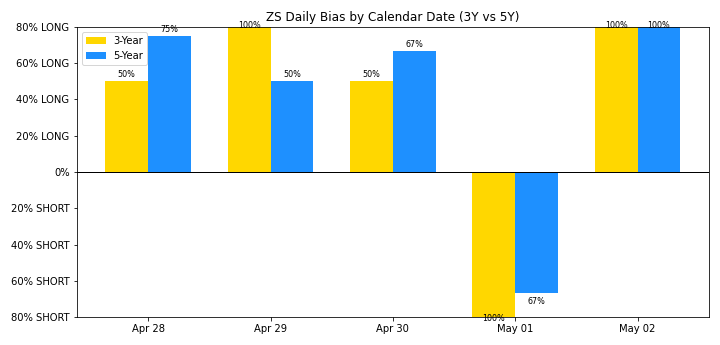 ZS Daily Bias by Calendar Date (3Y vs 5Y)
3-Year
5-Year
80% LONG
60% LONG
40% LONG
20% LONG
0%
20% SHORT
40% SHORT
60% SHORT
80% SHORT
50%
75%
100%
50%
50%
67%
100%
67%
100%
100%
Apr 28
Apr 29
Apr 30
May 01
May 02